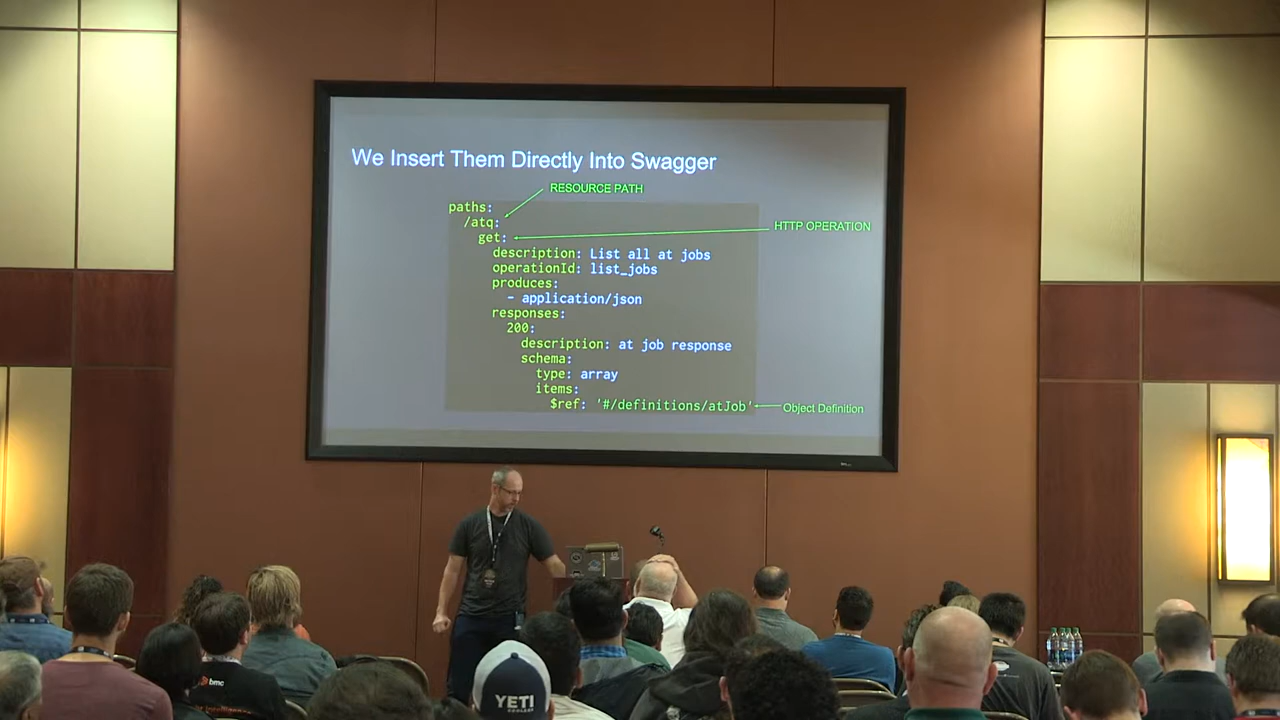 We Insert Them Directly Into Swagger
RESOURCE PATH
paths:
/atq:
HTTP OPERATION
get:
description: List all at jobs
operationId: list_jobs
produces:
- application/json
responses:
200:
description: at job response
schema:
type: array
items:
$ref: '#/definitions/atJob'
Object Definition
bmc
YETI